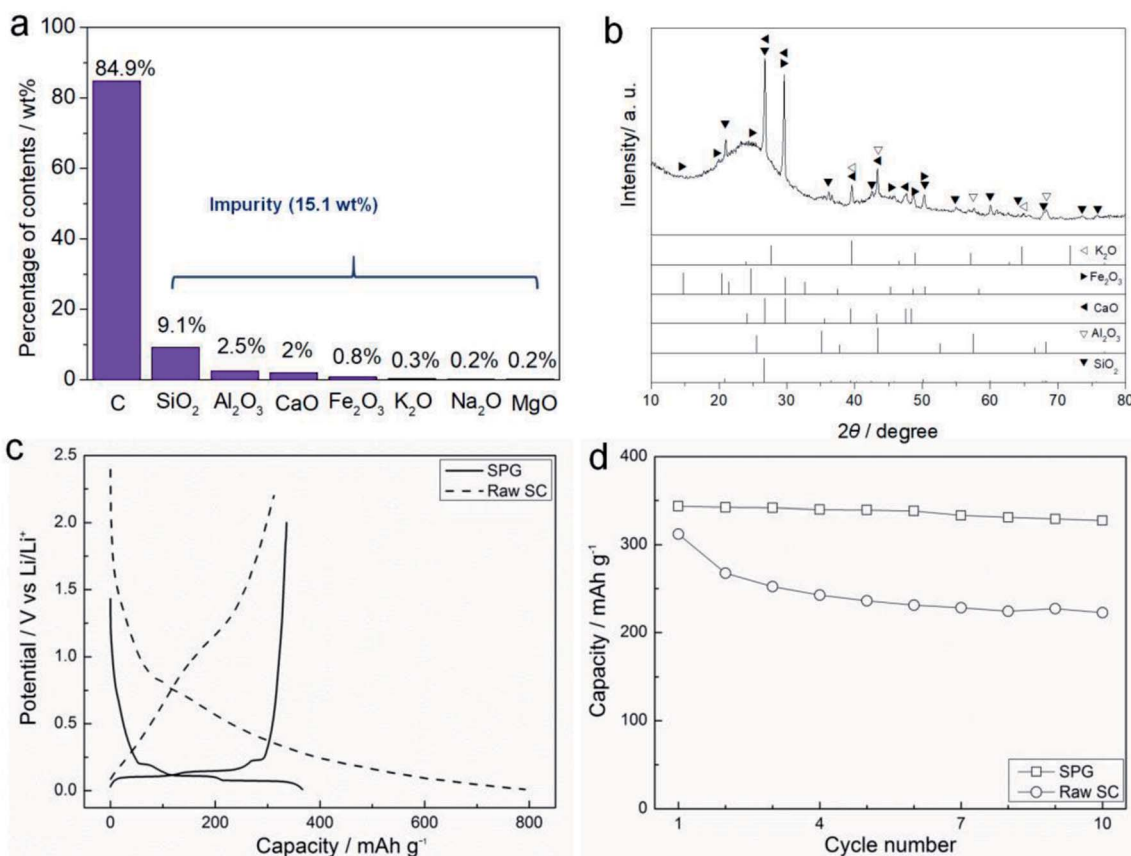 a
Percentage of contents / wt%
100
80
60
40
20
0
84.9%
9.1%
2.5%
2%
0.8%
0.3%
0.2%
0.2%
Impurity (15.1 wt%)
C
SiO₂
Al₂O₃
CaO
Fe₂O₃
K₂O
Na₂O
MgO
b
Intensity/ a. u.
K₂O
Fe₂O₃
CaO
Al₂O₃
SiO₂
10
20
30
40
50
60
70
80
2θ / degree
c
Potential / V vs Li/Li⁺
2.5
2.0
1.5
1.0
0.5
0.0
SPG
Raw SC
0
200
400
600
800
Capacity / mAh g⁻¹
d
Capacity / mAh g⁻¹
400
300
200
100
0
SPG
Raw SC
1
4
7
10
Cycle number